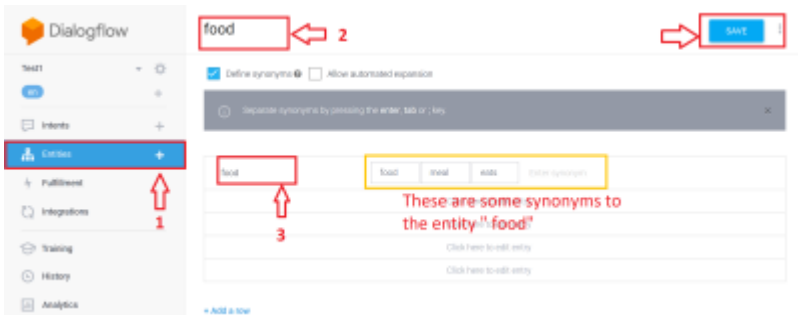 Dialogflow
food
2
SAVE
Test1
Define synonyms
Allow automated expansion
en
Separate synonyms by pressing the enter, tab or ; key.
Intents
Entities
food
food meal eats Enter synonym
Fulfillment
These are some synonyms to
the entity " food"
Integrations
1
3
Click here to edit entry
Training
Click here to edit entry
History
Analytics
+ Add a row